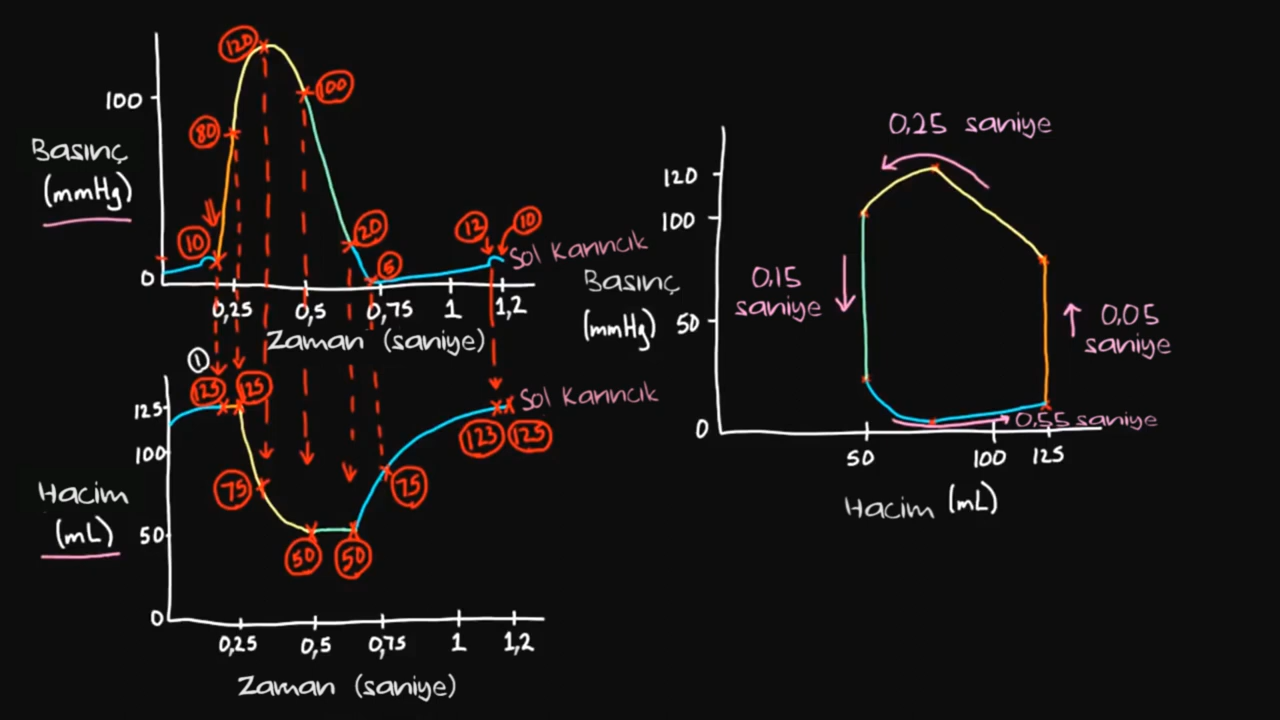 120
100
100
80
Basınç
(mmHg)
10
20
5
12
10
Sol Karıncık
0
0,25
0,5
0,75
1
1,2
Zaman (saniye)
1
125
125
125
Sol Karıncık
100
123
125
75
75
Hacim
(mL)
50
50
50
0
0,25
0,5
0,75
1
1,2
Zaman (saniye)
0,25 saniye
120
100
Basınç
(mmHg)
50
0,15
saniye
0,05
saniye
0,55 saniye
0
50
100
125
Hacim (mL)